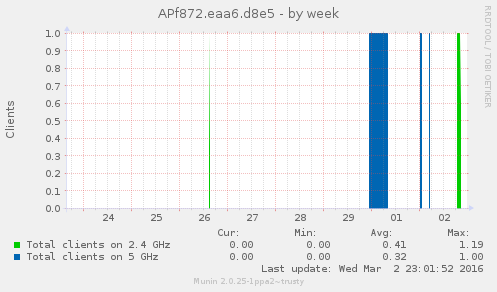 APf872.eaa6.d8e5 - by week
RRDTOOL / TOBI OETIKER
Clients
1.0
0.9
0.8
0.7
0.6
0.5
0.4
0.3
0.2
0.1
0.0
24 25 26 27 28 29 01 02
Cur: Min: Avg: Max:
Total clients on 2.4 GHz 0.00 0.00 0.41 1.19
Total clients on 5 GHz 0.00 0.00 0.32 1.00
Last update: Wed Mar 2 23:01:52 2016
Munin 2.0.25-1ppa2~trusty